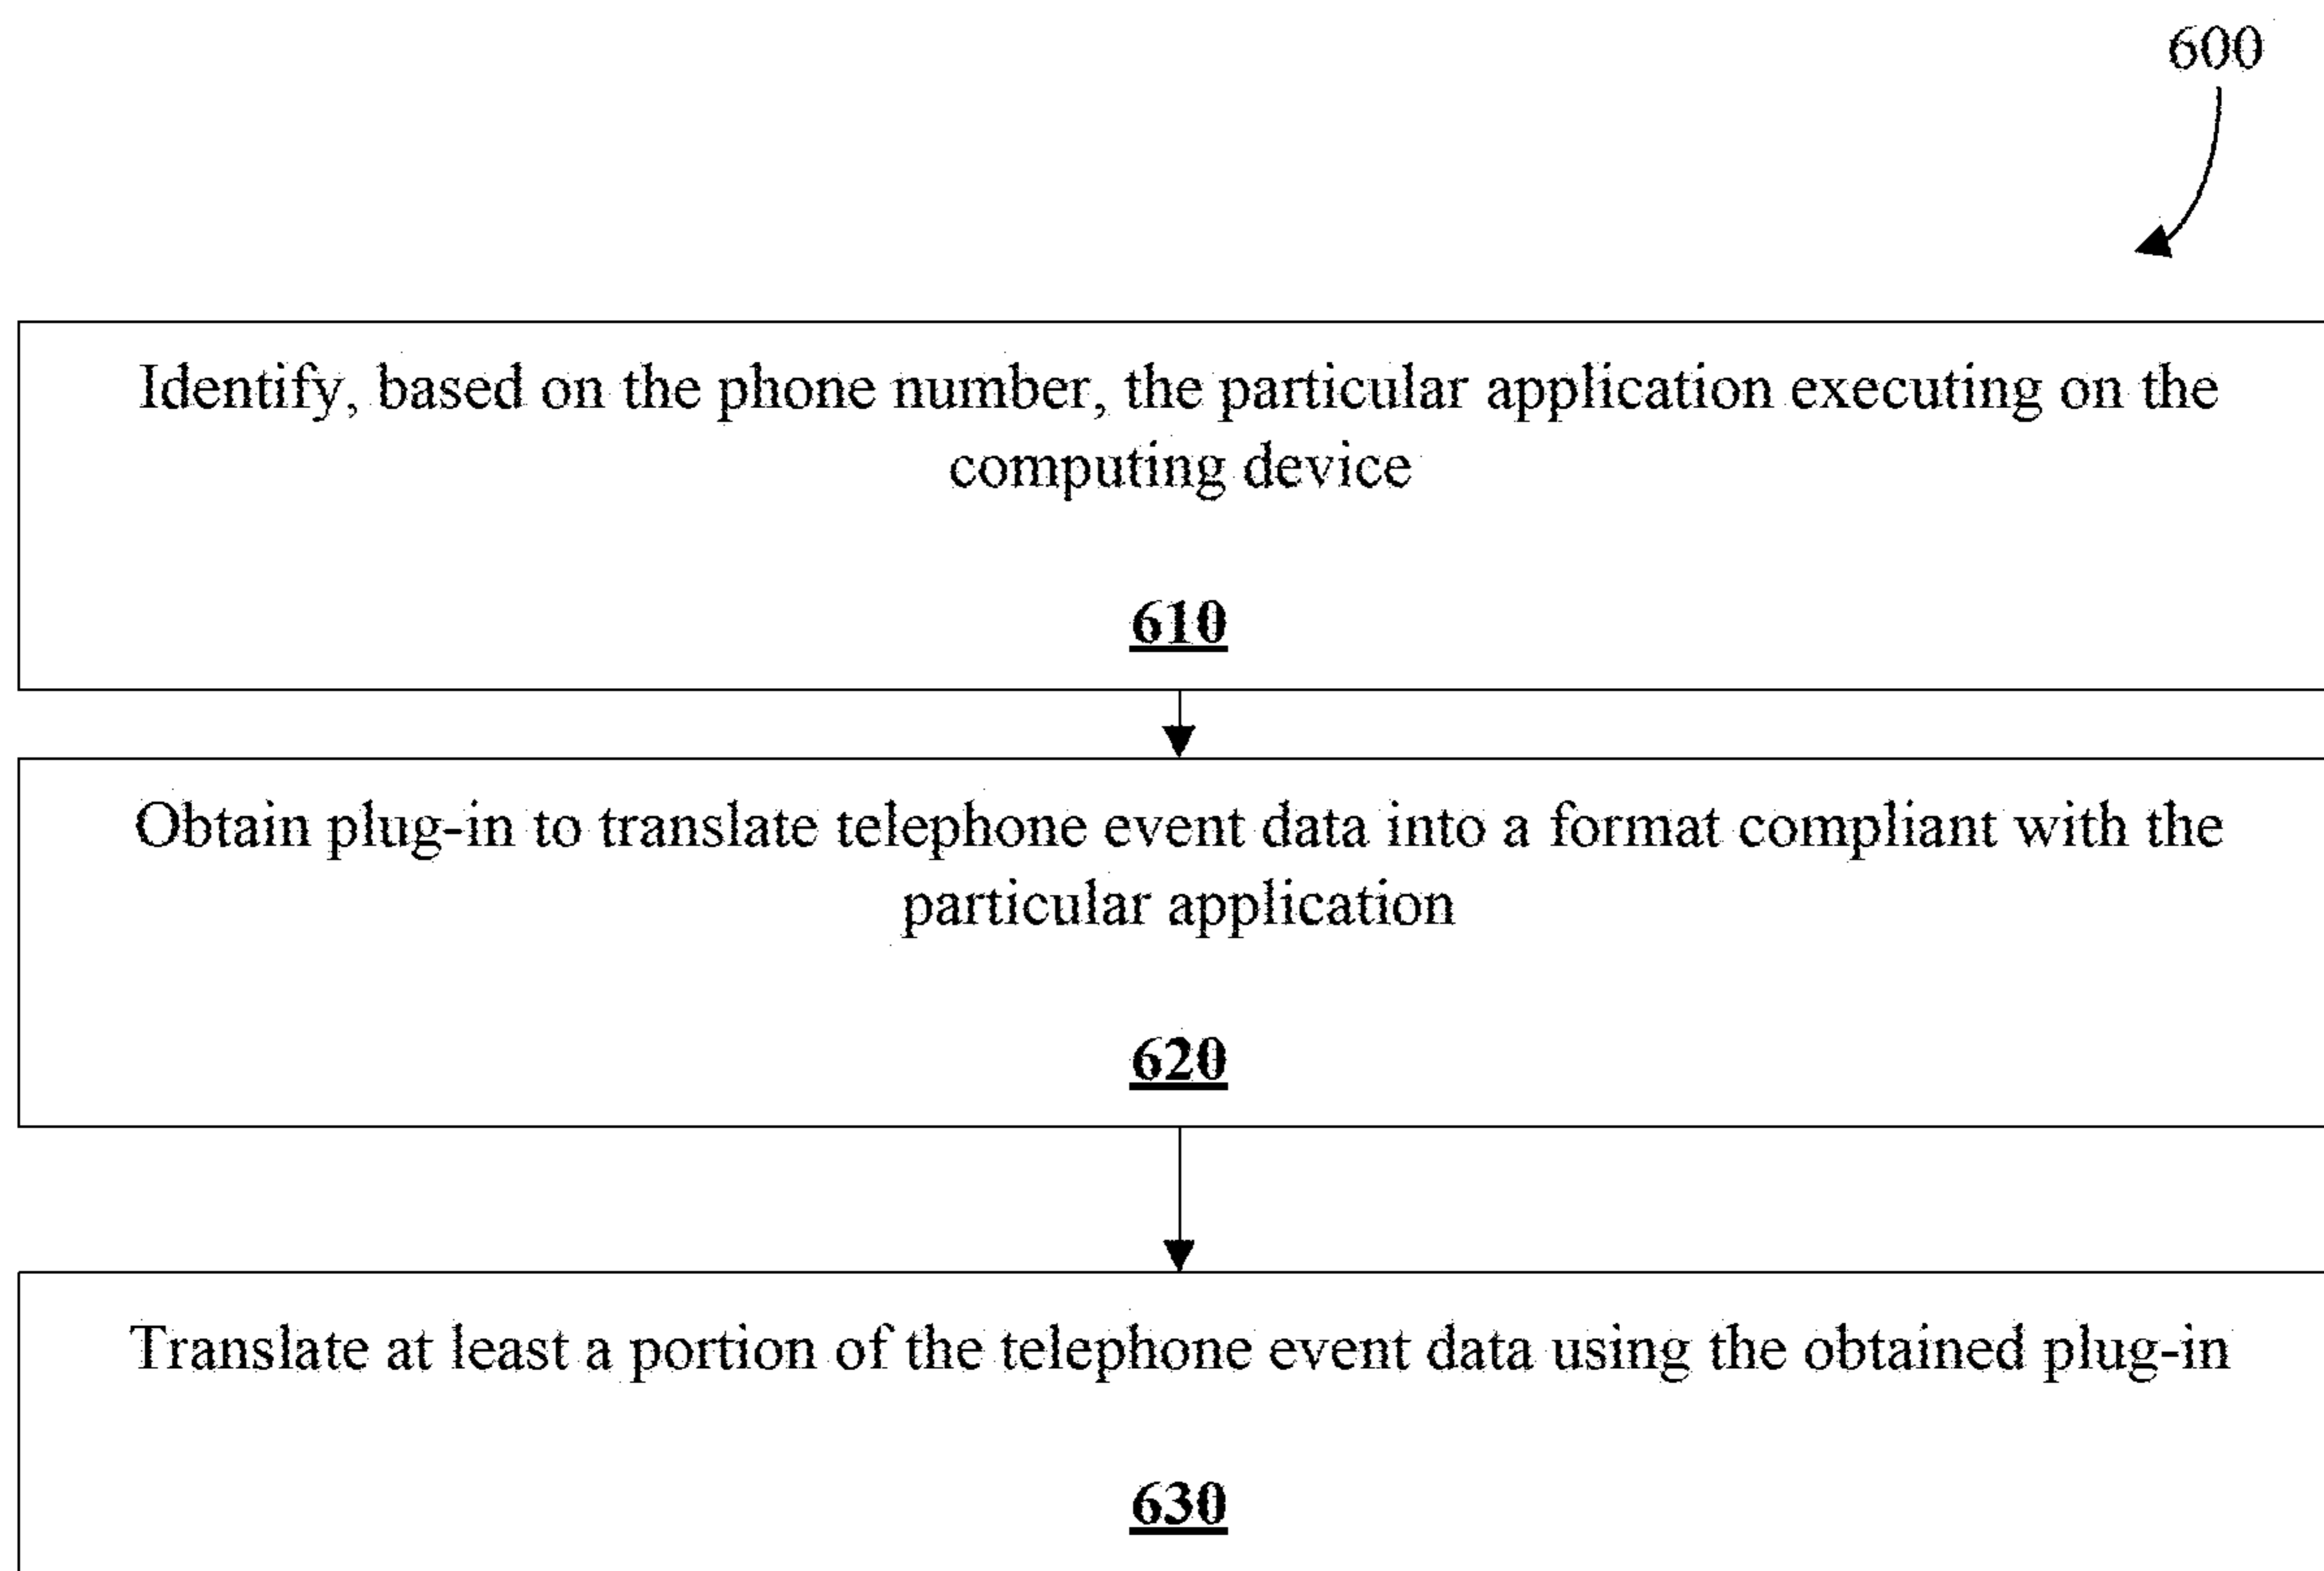 600
Identify, based on the phone number, the particular application executing on the
computing device
610
Obtain plug-in to translate telephone event data into a format compliant with the
particular application
620
Translate at least a portion of the telephone event data using the obtained plug-in
630